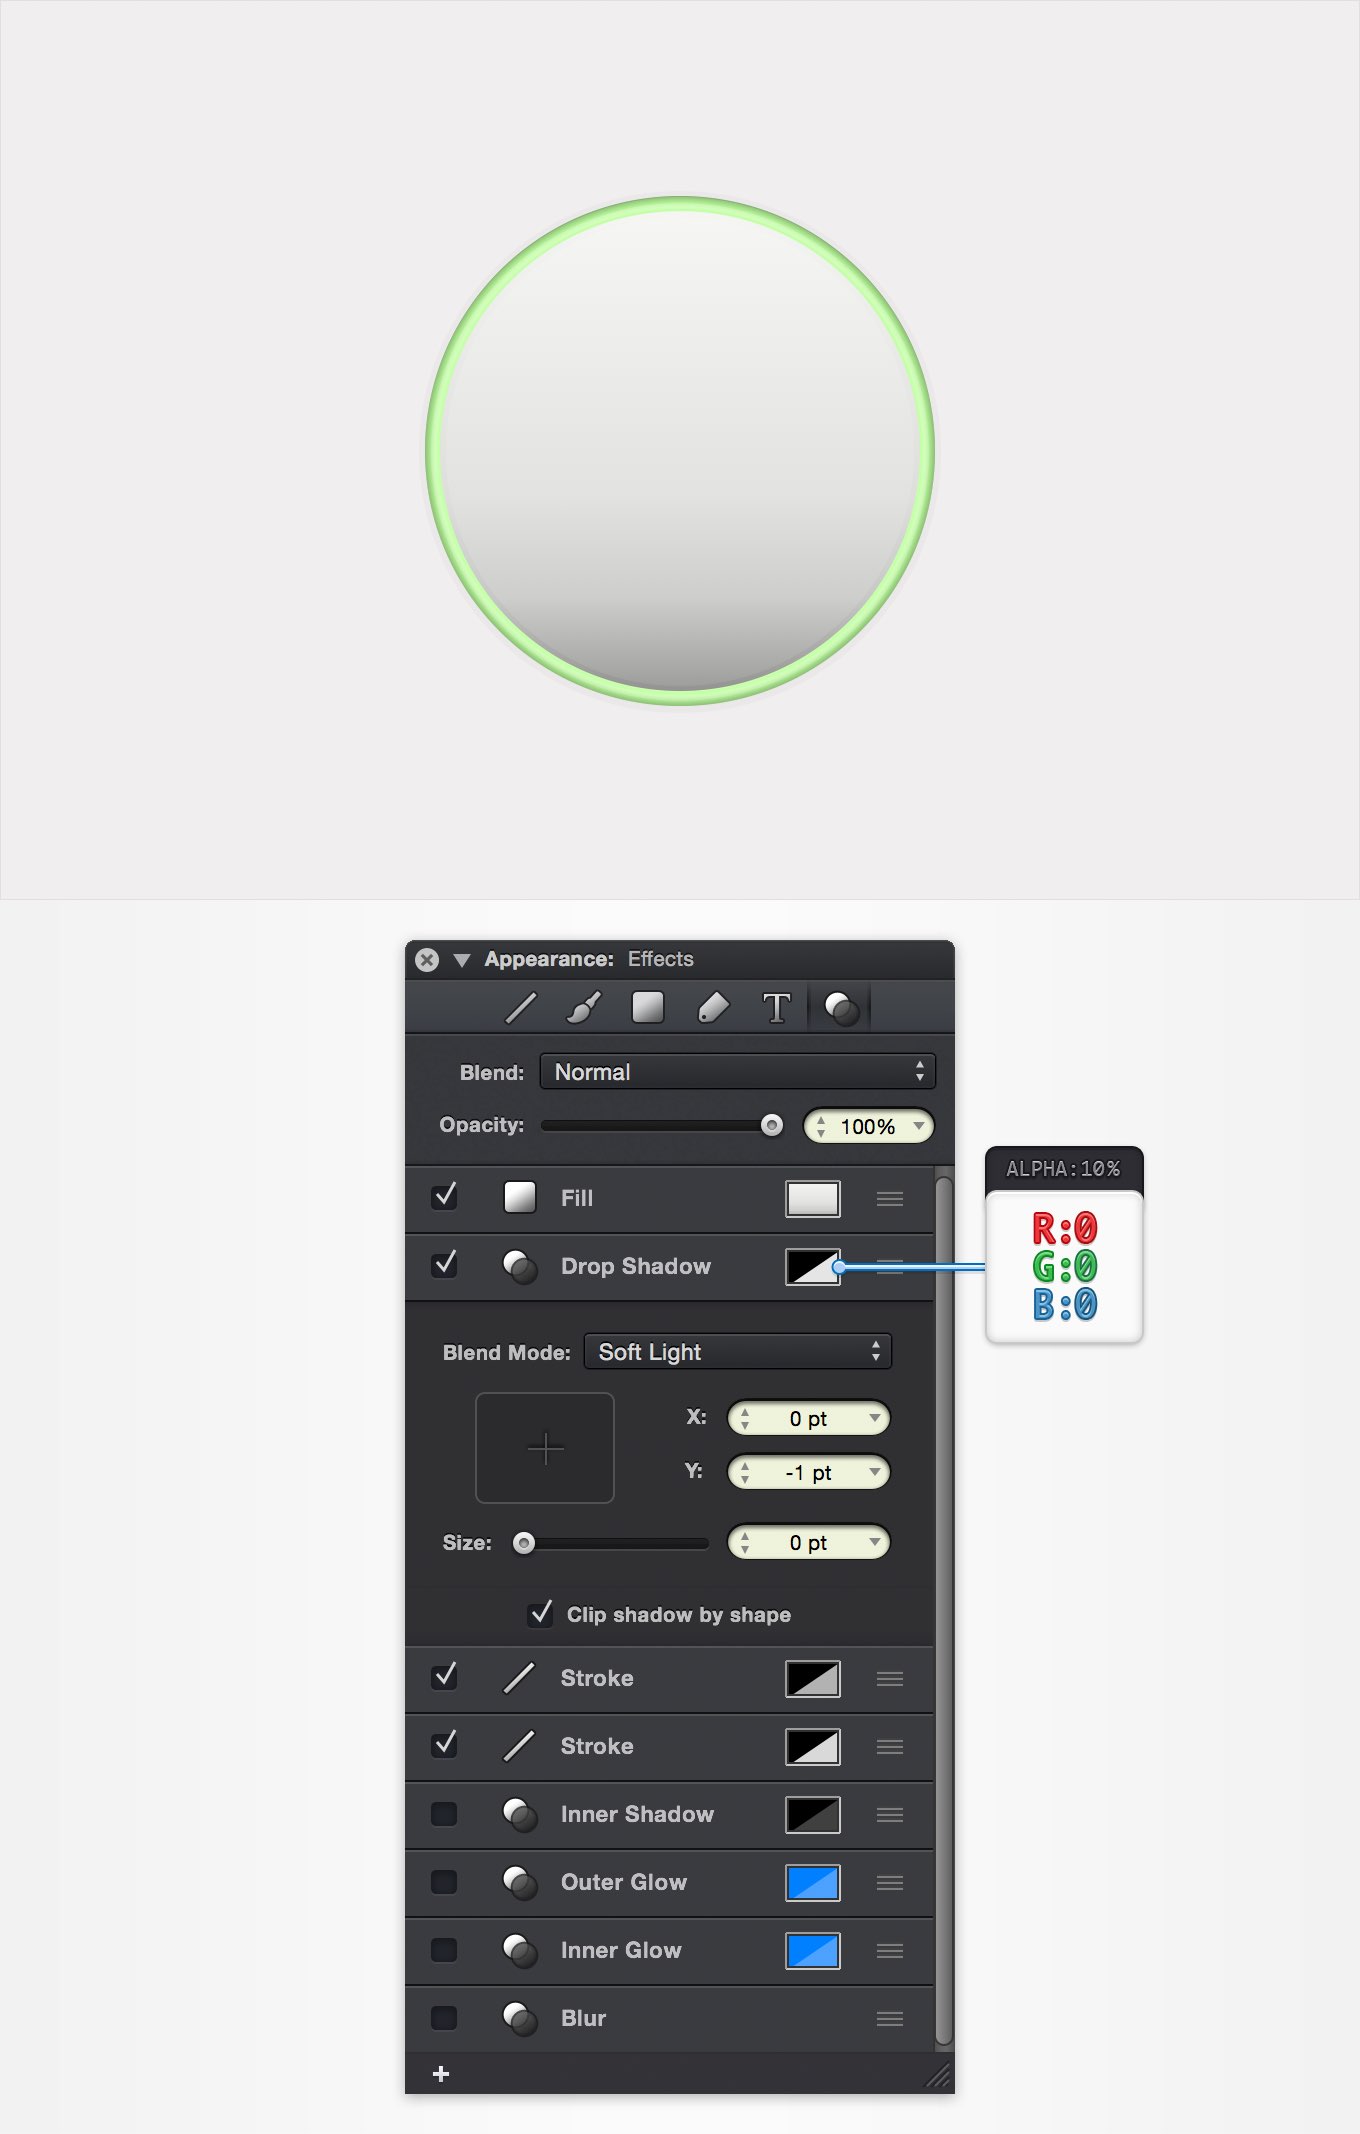 Appearance: Effects
T
Blend: Normal
Opacity: 100%
ALPHA:10%
Fill
R:0
Drop Shadow
G:0
B:0
Blend Mode: Soft Light
X: 0 pt
Y: -1 pt
Size: 0 pt
Clip shadow by shape
Stroke
Stroke
Inner Shadow
Outer Glow
Inner Glow
Blur